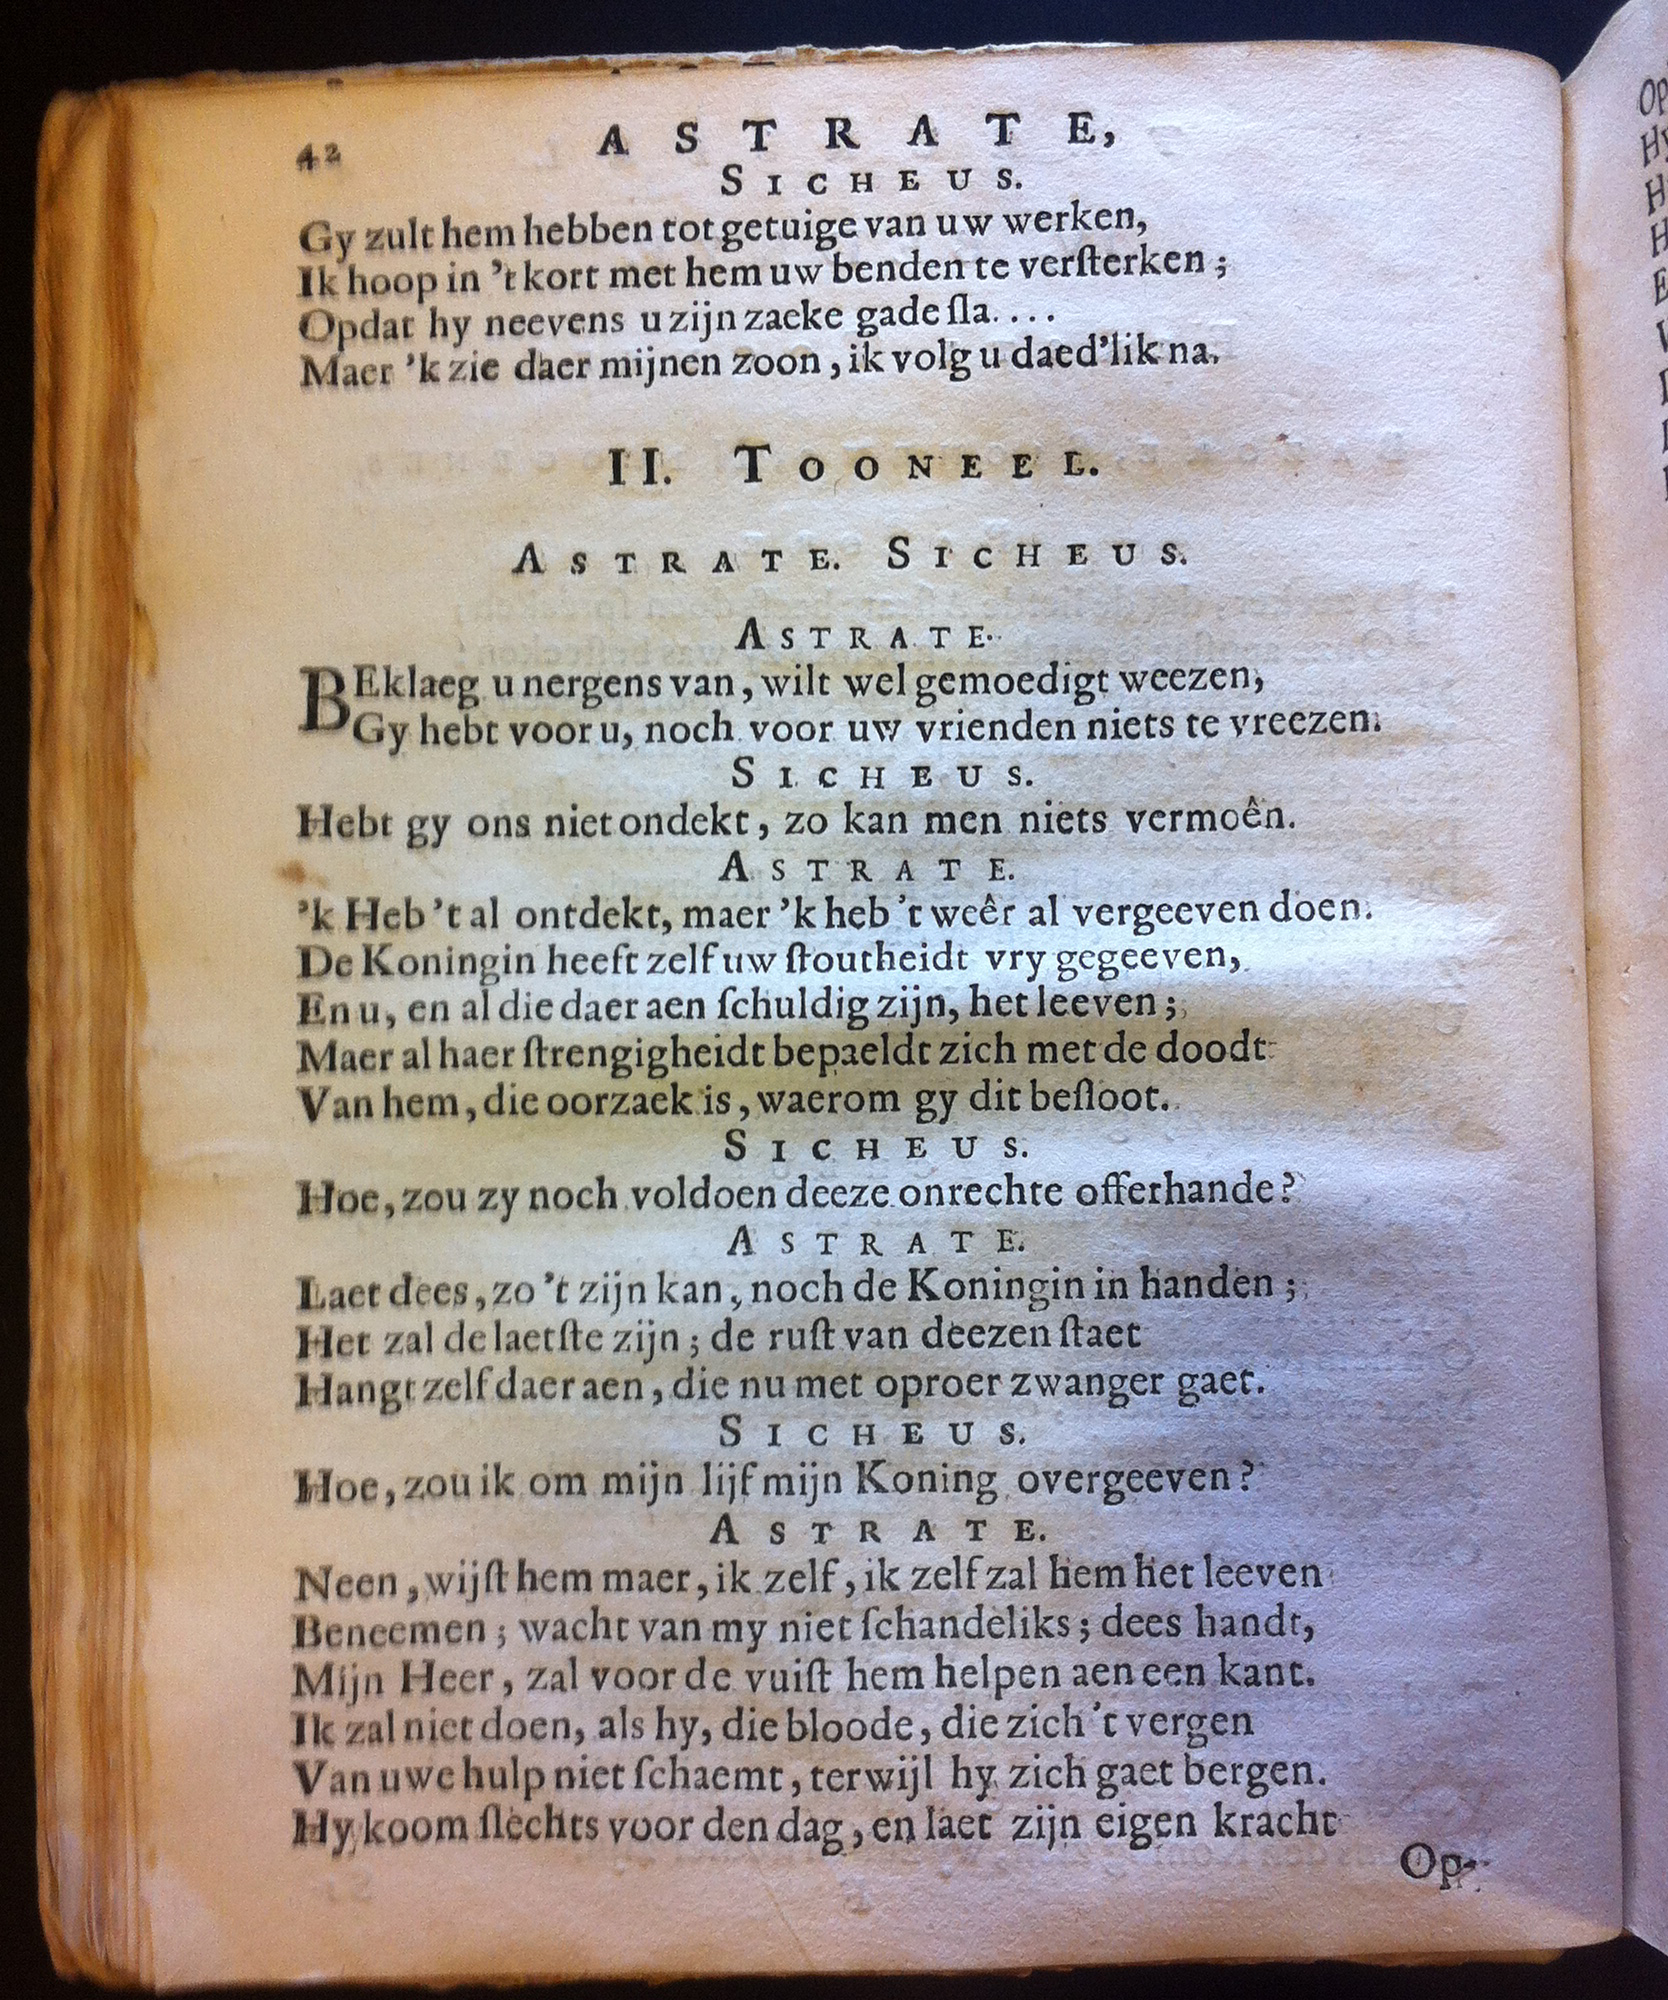 42 ASTRATE,
SICHEUS.
Gy zult hem hebben tot getuige van uw werken,
Ik hoop in 't kort met hem uw benden te verſterken;
Opdat hy neevens u zijn zaeke gade ſla....
Maer 'k zie daer mijnen zoon, ik volg u daed'lik na.
II. TOONEEL.
ASTRATE. SICHEUS.
ASTRATE.
BEklaeg u nergens van, wilt wel gemoedigt weezen,
Gy hebt voor u, noch voor uw vrienden niets te vreezen.
SICHEUS.
Hebt gy ons niet ondekt, zo kan men niets vermoên.
ASTRATE.
'k Heb 't al ontdekt, maer 'k heb 't weêr al vergeeven doen.
De Koningin heeft zelf uw ſtoutheidt vry gegeeven,
En u, en al die daer aen ſchuldig zijn, het leeven;
Maer al haer ſtrengigheidt bepaeldt zich met de doodt
Van hem, die oorzaek is, waerom gy dit beſloot.
SICHEUS.
Hoe, zou zy noch voldoen deeze onrechte offerhande?
ASTRATE.
Laet dees, zo 't zijn kan, noch de Koningin in handen;
Het zal de laetſte zijn; de ruſt van deezen ſtaet
Hangt zelf daer aen, die nu met oproer zwanger gaet.
SICHEUS.
Hoe, zou ik om mijn lijf mijn Koning overgeeven?
ASTRATE.
Neen, wijſt hem maer, ik zelf, ik zelf zal hem het leeven
Beneemen; wacht van my niet ſchandeliks; dees handt,
Mijn Heer, zal voor de vuiſt hem helpen aen een kant.
Ik zal niet doen, als hy, die bloode, die zich 't vergen
Van uwe hulp niet ſchaemt, terwijl hy zich gaet bergen.
Hy koom ſlechts voor den dag, en laet zijn eigen kracht
Op-